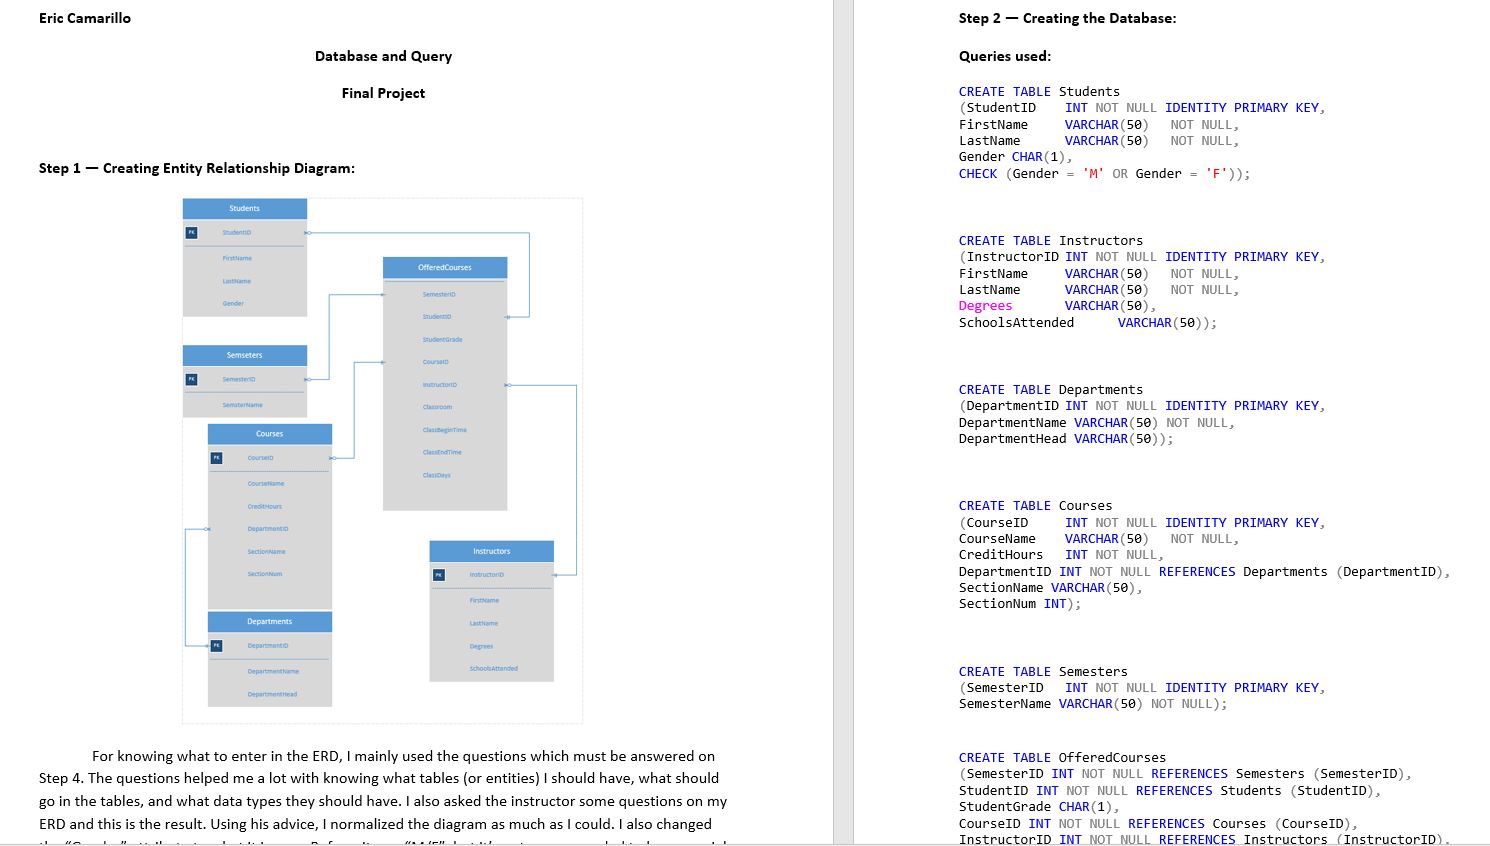 Eric Camarillo
Database and Query
Final Project
Step 1 — Creating Entity Relationship Diagram:
Students
PK StudentID
FirstName
LastName
Gender
Semseters
PK SemesterID
SemsterName
Courses
PK CourseID
CourseName
CreditHours
DepartmentID
SectionName
SectionNum
Departments
PK DepartmentID
DepartmentName
DepartmentHead
OfferedCourses
SemesterID
StudentID
StudentGrade
CourseID
InstructorID
Classroom
ClassBeginTime
ClassEndTime
ClassDays
Instructors
PK InstructorID
FirstName
LastName
Degrees
SchoolsAttended
For knowing what to enter in the ERD, I mainly used the questions which must be answered on
Step 4. The questions helped me a lot with knowing what tables (or entities) I should have, what should
go in the tables, and what data types they should have. I also asked the instructor some questions on my
ERD and this is the result. Using his advice, I normalized the diagram as much as I could. I also changed
Step 2 — Creating the Database:
Queries used:
CREATE TABLE Students
(StudentID INT NOT NULL IDENTITY PRIMARY KEY,
FirstName VARCHAR(50) NOT NULL,
LastName VARCHAR(50) NOT NULL,
Gender CHAR(1),
CHECK (Gender = 'M' OR Gender = 'F'));
CREATE TABLE Instructors
(InstructorID INT NOT NULL IDENTITY PRIMARY KEY,
FirstName VARCHAR(50) NOT NULL,
LastName VARCHAR(50) NOT NULL,
Degrees VARCHAR(50),
SchoolsAttended VARCHAR(50));
CREATE TABLE Departments
(DepartmentID INT NOT NULL IDENTITY PRIMARY KEY,
DepartmentName VARCHAR(50) NOT NULL,
DepartmentHead VARCHAR(50));
CREATE TABLE Courses
(CourseID INT NOT NULL IDENTITY PRIMARY KEY,
CourseName VARCHAR(50) NOT NULL,
CreditHours INT NOT NULL,
DepartmentID INT NOT NULL REFERENCES Departments (DepartmentID),
SectionName VARCHAR(50),
SectionNum INT);
CREATE TABLE Semesters
(SemesterID INT NOT NULL IDENTITY PRIMARY KEY,
SemesterName VARCHAR(50) NOT NULL);
CREATE TABLE OfferedCourses
(SemesterID INT NOT NULL REFERENCES Semesters (SemesterID),
StudentID INT NOT NULL REFERENCES Students (StudentID),
StudentGrade CHAR(1),
CourseID INT NOT NULL REFERENCES Courses (CourseID),
InstructorID INT NOT NULL REFERENCES Instructors (InstructorID),